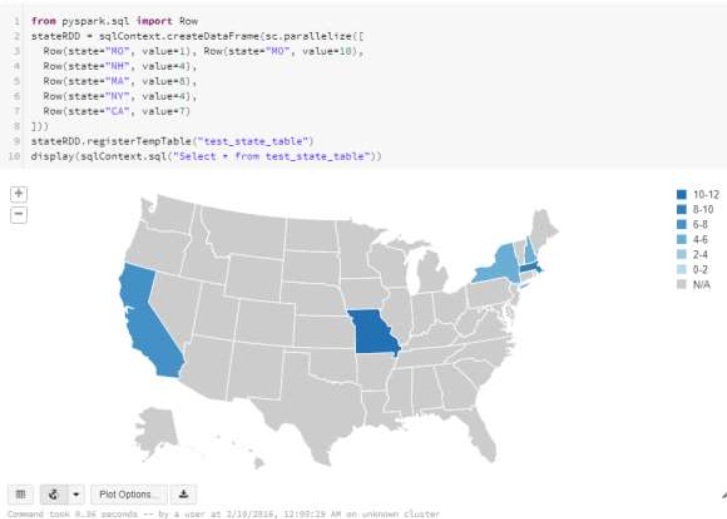 1 from pyspark.sql import Row
2 stateRDD = sqlContext.createDataFrame(sc.parallelize([
3 Row(state="MO", value=1), Row(state="MO", value=10),
4 Row(state="NH", value=4),
5 Row(state="MA", value=8),
6 Row(state="NY", value=4),
7 Row(state="CA", value=7)
8 ]))
9 stateRDD.registerTempTable("test_state_table")
10 display(sqlContext.sql("Select * from test_state_table"))
+
−
10-12
8-10
6-8
4-6
2-4
0-2
N/A
Plot Options...
Command took 0.36 seconds -- by a user at 2/10/2016, 12:09:29 AM on unknown cluster